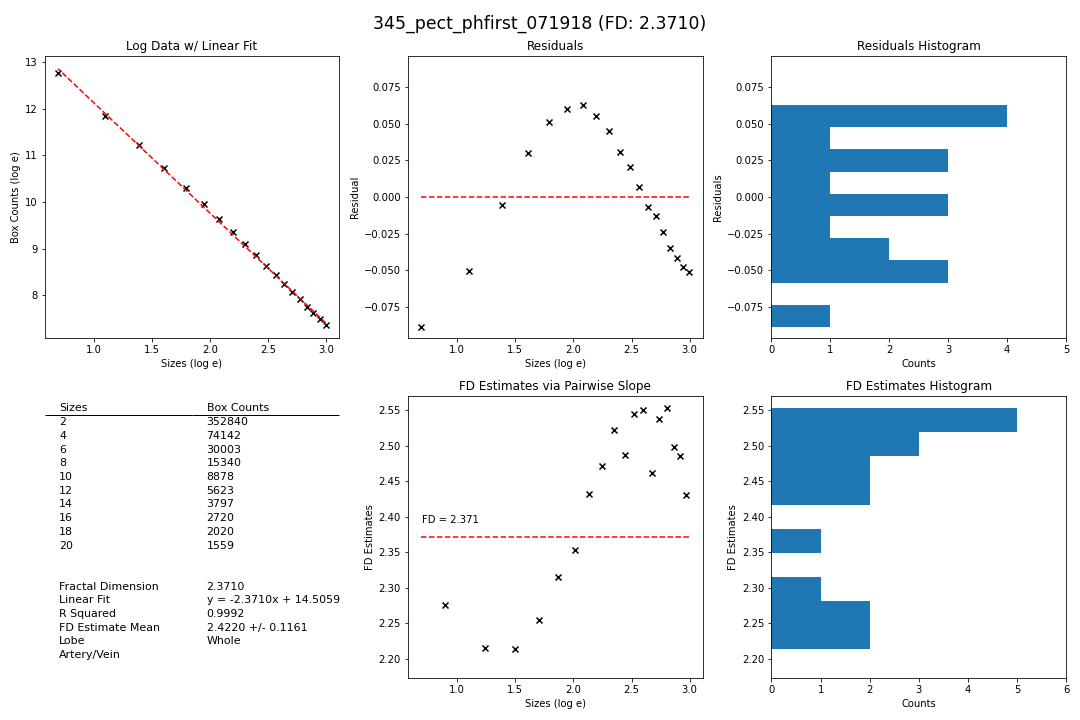 345_pect_phfirst_071918 (FD: 2.3710)
Log Data w/ Linear Fit
13
12
11
10
9
8
Box Counts (log e)
1.0 1.5 2.0 2.5 3.0
Sizes (log e)
Residuals
0.075
0.050
0.025
0.000
−0.025
−0.050
−0.075
Residual
1.0 1.5 2.0 2.5 3.0
Sizes (log e)
Residuals Histogram
0.075
0.050
0.025
0.000
−0.025
−0.050
−0.075
Residuals
0 1 2 3 4 5
Counts
Sizes Box Counts
2 352840
4 74142
6 30003
8 15340
10 8878
12 5623
14 3797
16 2720
18 2020
20 1559
Fractal Dimension 2.3710
Linear Fit y = -2.3710x + 14.5059
R Squared 0.9992
FD Estimate Mean 2.4220 +/- 0.1161
Lobe Whole
Artery/Vein
FD Estimates via Pairwise Slope
2.55
2.50
2.45
2.40
2.35
2.30
2.25
2.20
FD Estimates
FD = 2.371
1.0 1.5 2.0 2.5 3.0
Sizes (log e)
FD Estimates Histogram
2.55
2.50
2.45
2.40
2.35
2.30
2.25
2.20
FD Estimates
0 1 2 3 4 5 6
Counts